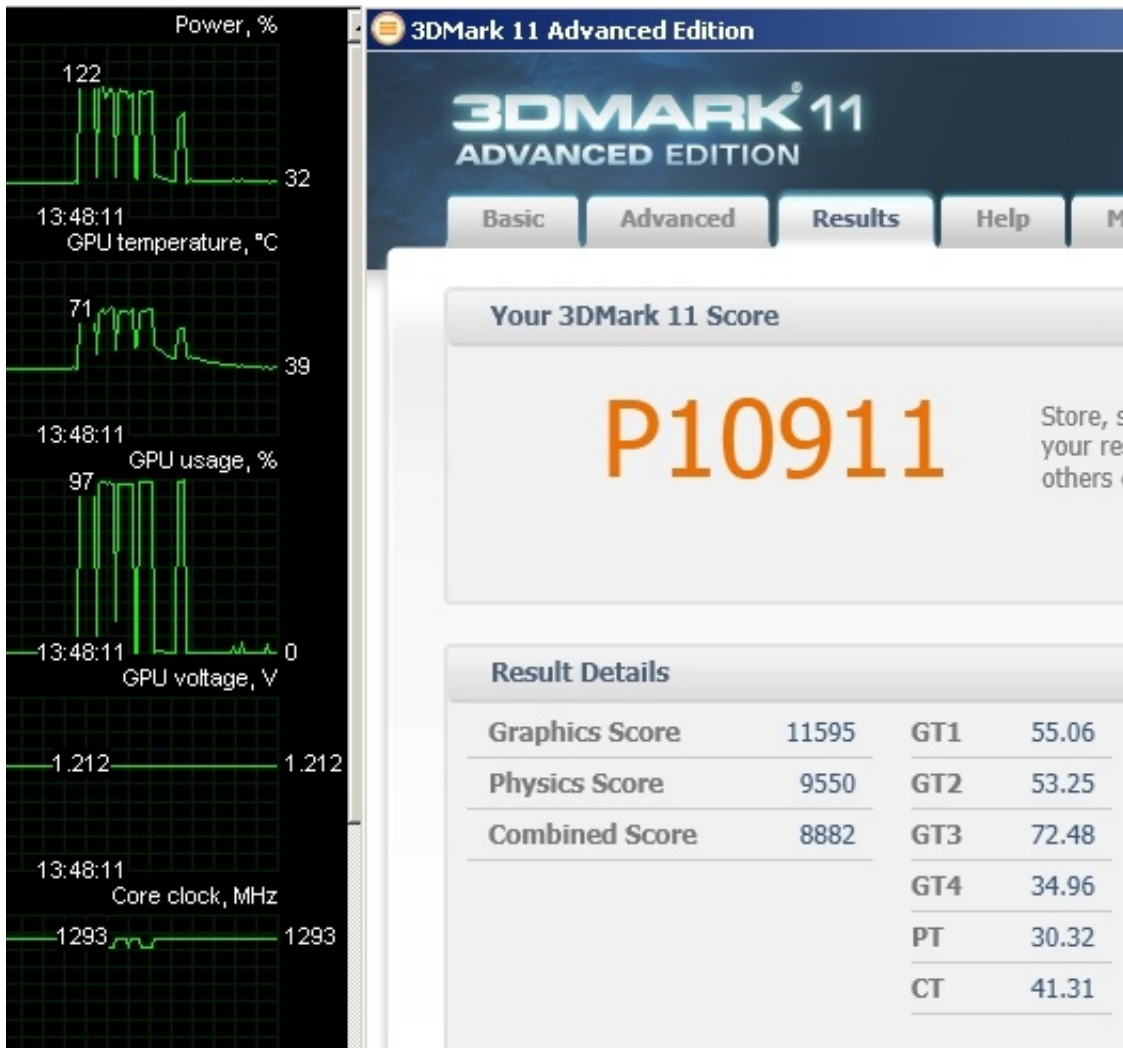 Power, %
122
32
13:48:11
GPU temperature, °C
71
39
13:48:11
GPU usage, %
97
13:48:11
0
GPU voltage, V
1.212
1.212
13:48:11
Core clock, MHz
1293
1293
3DMark 11 Advanced Edition
3DMARK® 11
ADVANCED EDITION
Basic Advanced Results Help M
Your 3DMark 11 Score
P10911
Store, s
your re
others
Result Details
Graphics Score 11595 GT1 55.06
Physics Score 9550 GT2 53.25
Combined Score 8882 GT3 72.48
GT4 34.96
PT 30.32
CT 41.31